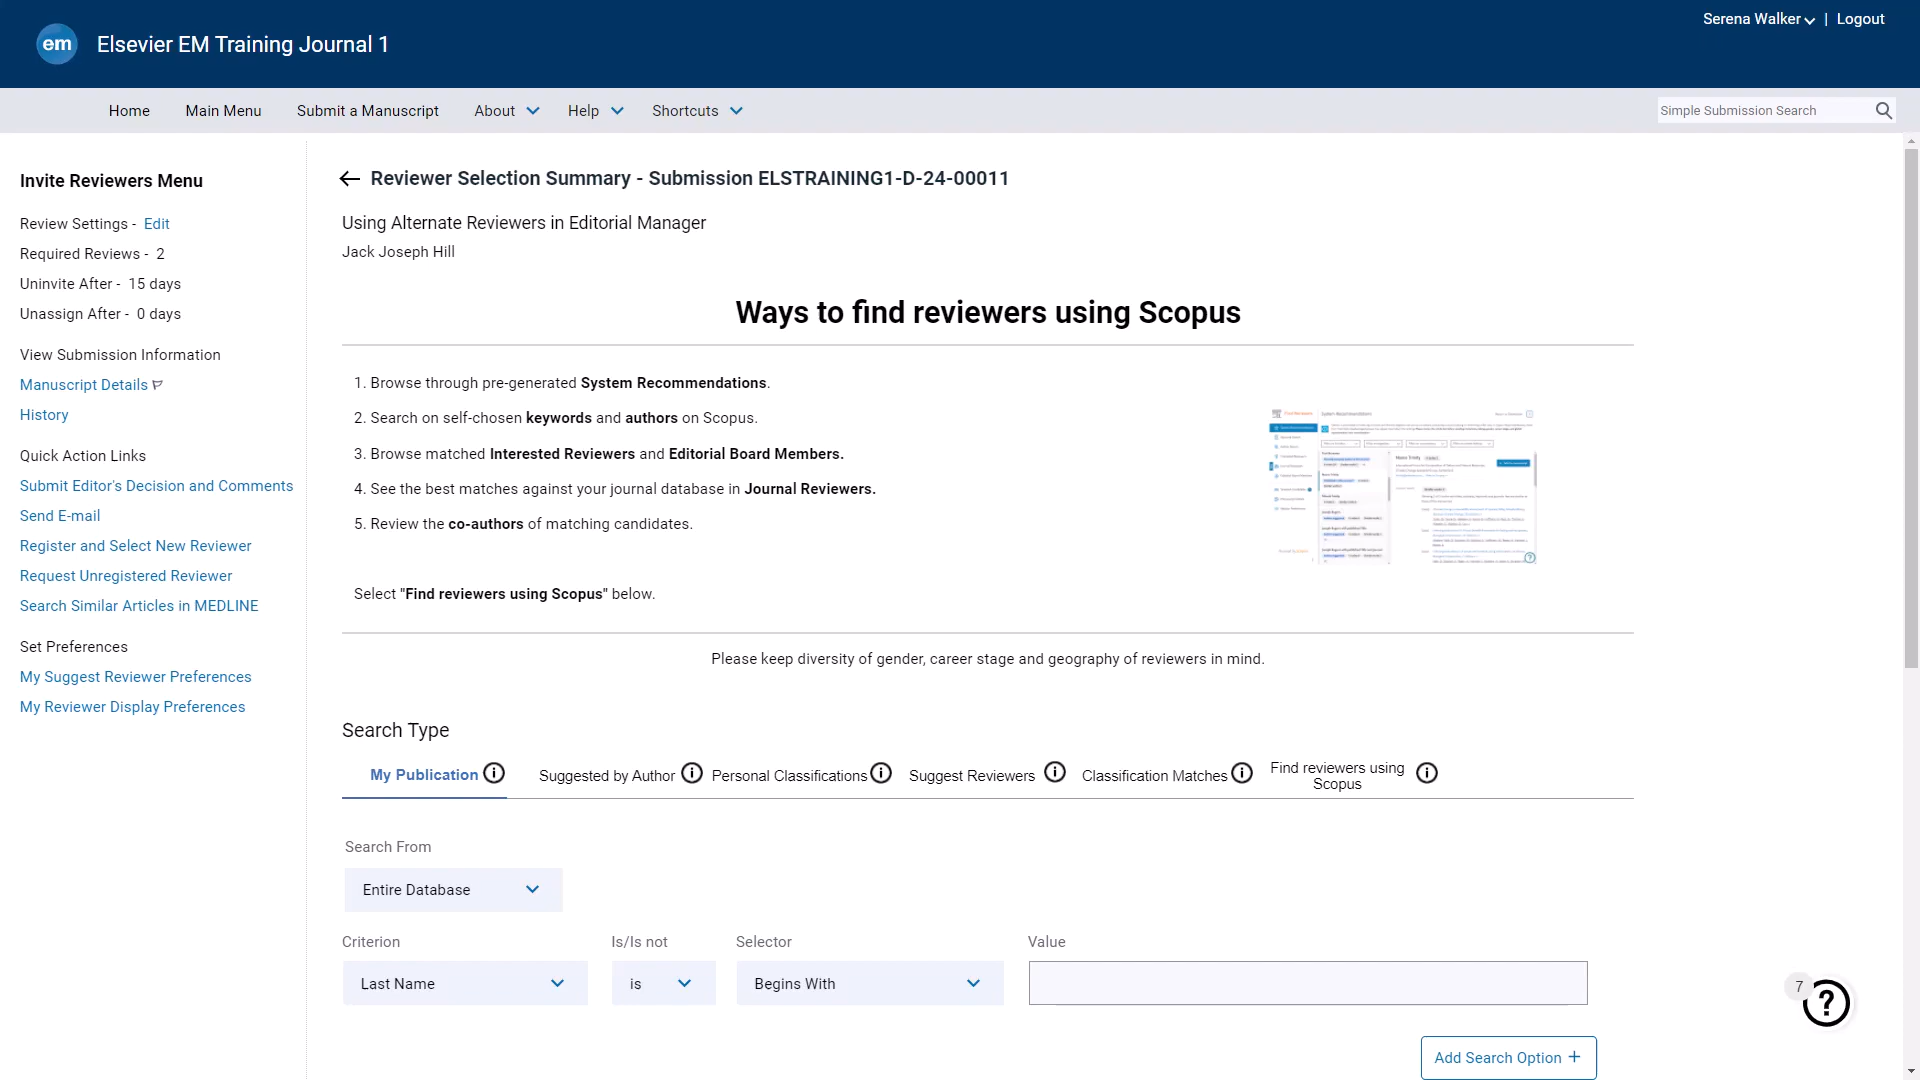 em
Elsevier EM Training Journal 1
Serena Walker | Logout
Home Main Menu Submit a Manuscript About Help Shortcuts
Simple Submission Search
Invite Reviewers Menu
Review Settings - Edit
Required Reviews - 2
Uninvite After - 15 days
Unassign After - 0 days
View Submission Information
Manuscript Details
History
Quick Action Links
Submit Editor's Decision and Comments
Send E-mail
Register and Select New Reviewer
Request Unregistered Reviewer
Search Similar Articles in MEDLINE
Set Preferences
My Suggest Reviewer Preferences
My Reviewer Display Preferences
Reviewer Selection Summary - Submission ELSTRAINING1-D-24-00011
Using Alternate Reviewers in Editorial Manager
Jack Joseph Hill
Ways to find reviewers using Scopus
1. Browse through pre-generated System Recommendations.
2. Search on self-chosen keywords and authors on Scopus.
3. Browse matched Interested Reviewers and Editorial Board Members.
4. See the best matches against your journal database in Journal Reviewers.
5. Review the co-authors of matching candidates.
Select "Find reviewers using Scopus" below.
Please keep diversity of gender, career stage and geography of reviewers in mind.
Search Type
My Publication Suggested by Author Personal Classifications Suggest Reviewers Classification Matches Find reviewers using Scopus
Search From
Entire Database
Criterion Is/Is not Selector Value
Last Name is Begins With
7
?
Add Search Option +